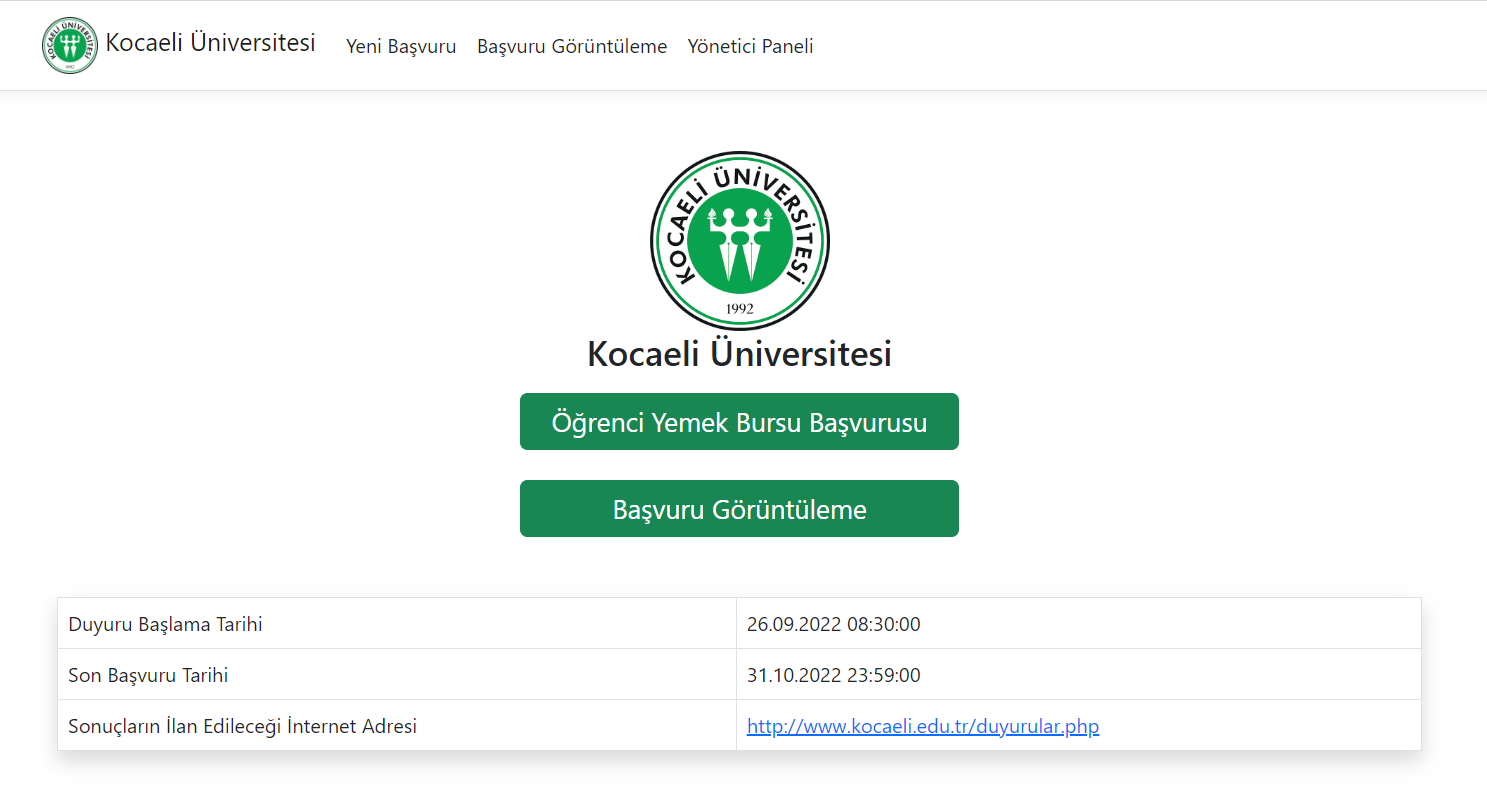 KOCAELİ ÜNİVERSİTESİ
1992
Kocaeli Üniversitesi
Yeni Başvuru
Başvuru Görüntüleme
Yönetici Paneli
KOCAELİ ÜNİVERSİTESİ
1992
Kocaeli Üniversitesi
Öğrenci Yemek Bursu Başvurusu
Başvuru Görüntüleme
Duyuru Başlama Tarihi 26.09.2022 08:30:00
Son Başvuru Tarihi 31.10.2022 23:59:00
Sonuçların İlan Edileceği İnternet Adresi http://www.kocaeli.edu.tr/duyurular.php